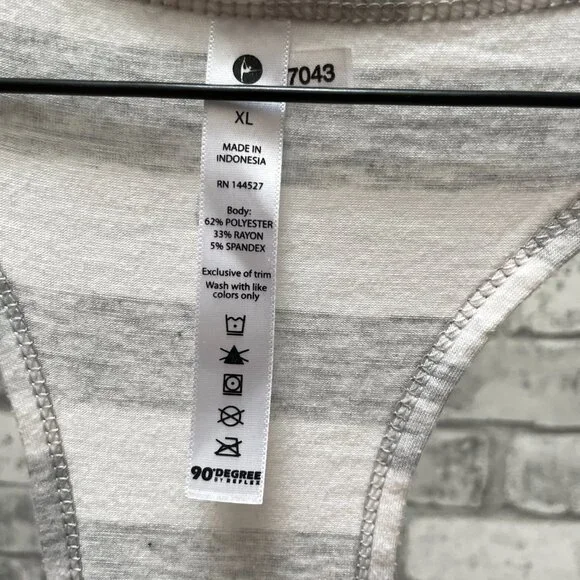 7043
XL
MADE IN
INDONESIA
RN 144527
Body:
62% POLYESTER
33% RAYON
5% SPANDEX
Exclusive of trim
Wash with like
colors only
90°DEGREE
BY REFLEX